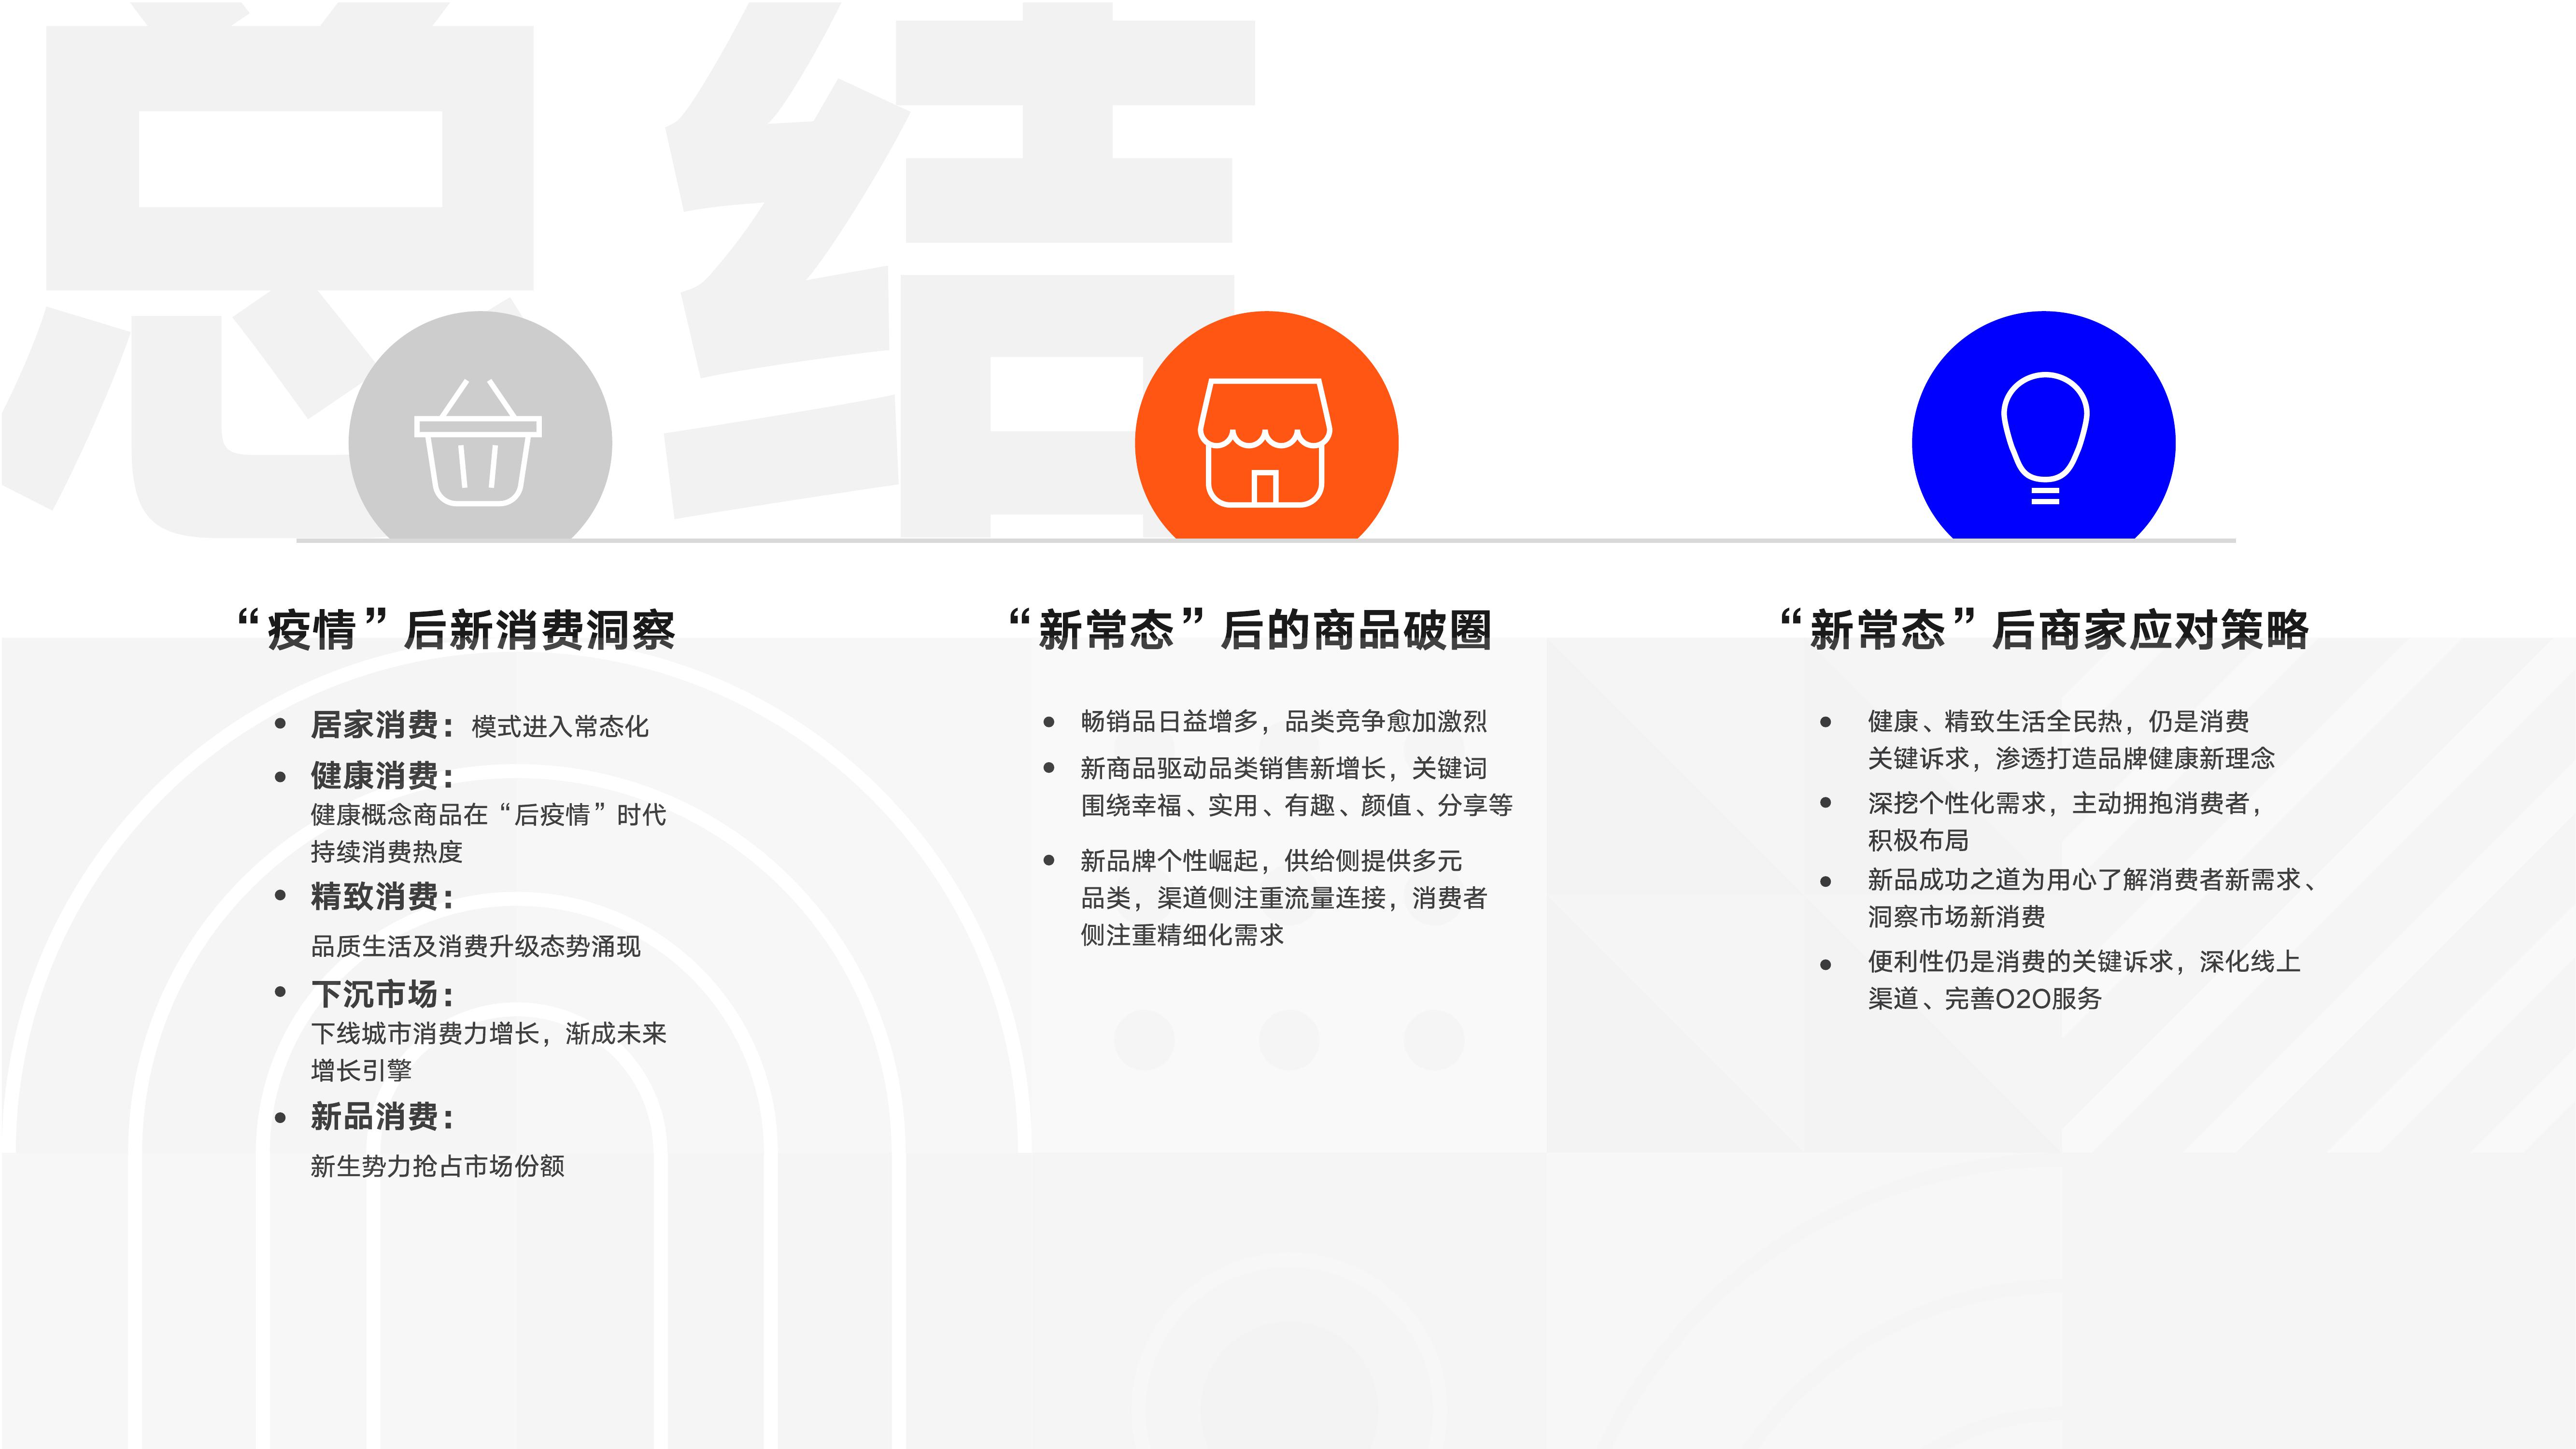 总结
“疫情”后新消费洞察
居家消费：模式进入常态化
健康消费：
健康概念商品在“后疫情”时代
持续消费热度
精致消费：
品质生活及消费升级态势涌现
下沉市场：
下线城市消费力增长，渐成未来
增长引擎
新品消费：
新生势力抢占市场份额
“新常态”后的商品破圈
畅销品日益增多，品类竞争愈加激烈
新商品驱动品类销售新增长，关键词
围绕幸福、实用、有趣、颜值、分享等
新品牌个性崛起，供给侧提供多元
品类，渠道侧注重流量连接，消费者
侧注重精细化需求
“新常态”后商家应对策略
健康、精致生活全民热，仍是消费
关键诉求，渗透打造品牌健康新理念
深挖个性化需求，主动拥抱消费者，
积极布局
新品成功之道为用心了解消费者新需求、
洞察市场新消费
便利性仍是消费的关键诉求，深化线上
渠道、完善O2O服务